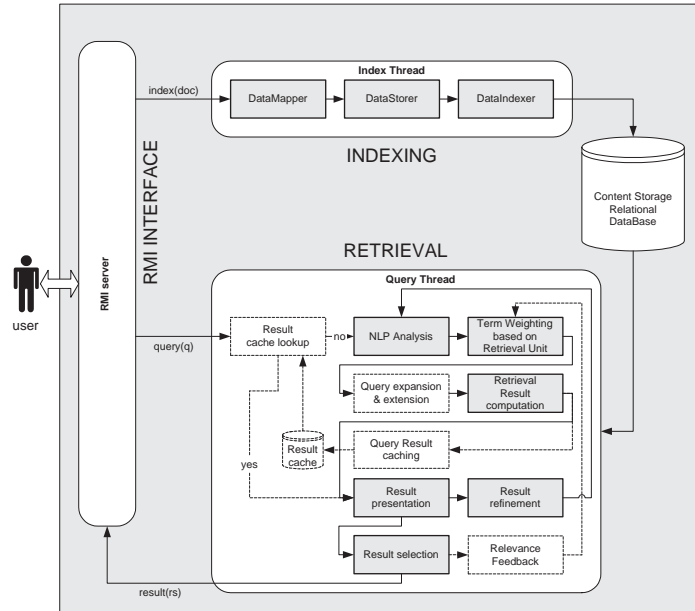 Index Thread
index(doc)
DataMapper
DataStorer
DataIndexer
INDEXING
Content Storage
Relational
DataBase
RMI INTERFACE
RMI server
user
RETRIEVAL
Query Thread
query(q)
Result
cache lookup
no
NLP Analysis
Term Weighting
based on
Retrieval Unit
Query expansion
& extension
Retrieval
Result
computation
Query Result
caching
Result
cache
yes
Result
presentation
Result
refinement
Result selection
Relevance
Feedback
result(rs)